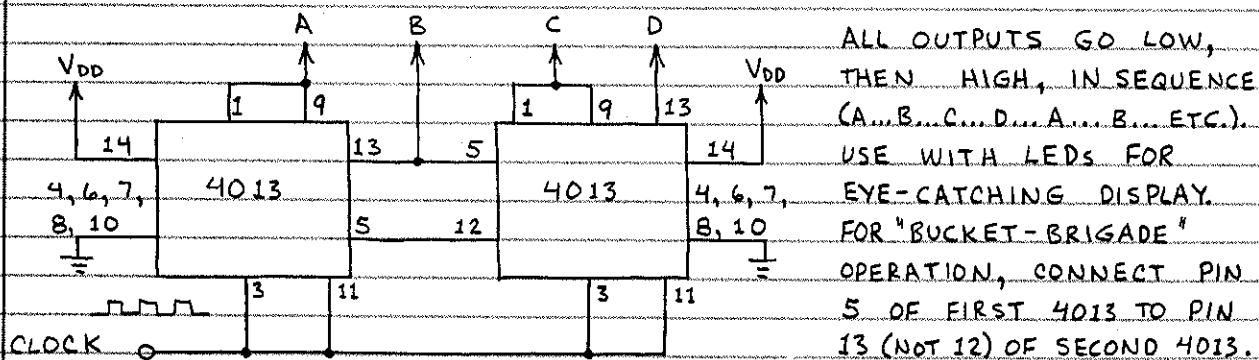 A B C D
VDD VDD
1 9 1 9 13
14 13 5 14
4, 6, 7, 4013 4013 4, 6, 7,
8, 10 5 12 8, 10
3 11 3 11
CLOCK
ALL OUTPUTS GO LOW,
THEN HIGH, IN SEQUENCE
(A...B...C...D...A...B...ETC.).
USE WITH LEDs FOR
EYE-CATCHING DISPLAY.
FOR "BUCKET-BRIGADE"
OPERATION, CONNECT PIN
5 OF FIRST 4013 TO PIN
13 (NOT 12) OF SECOND 4013.